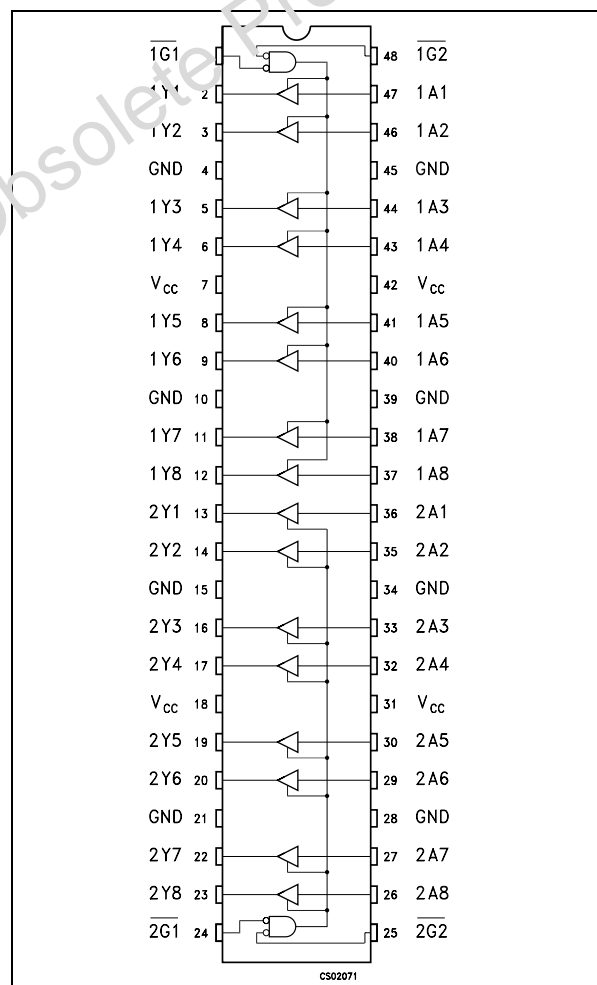 Obsolete Pr
1G1 48 1G2
1Y1 2 47 1A1
1Y2 3 46 1A2
GND 4 45 GND
1Y3 5 44 1A3
1Y4 6 43 1A4
VCC 7 42 VCC
1Y5 8 41 1A5
1Y6 9 40 1A6
GND 10 39 GND
1Y7 11 38 1A7
1Y8 12 37 1A8
2Y1 13 36 2A1
2Y2 14 35 2A2
GND 15 34 GND
2Y3 16 33 2A3
2Y4 17 32 2A4
VCC 18 31 VCC
2Y5 19 30 2A5
2Y6 20 29 2A6
GND 21 28 GND
2Y7 22 27 2A7
2Y8 23 26 2A8
2G1 24 25 2G2
CS02071